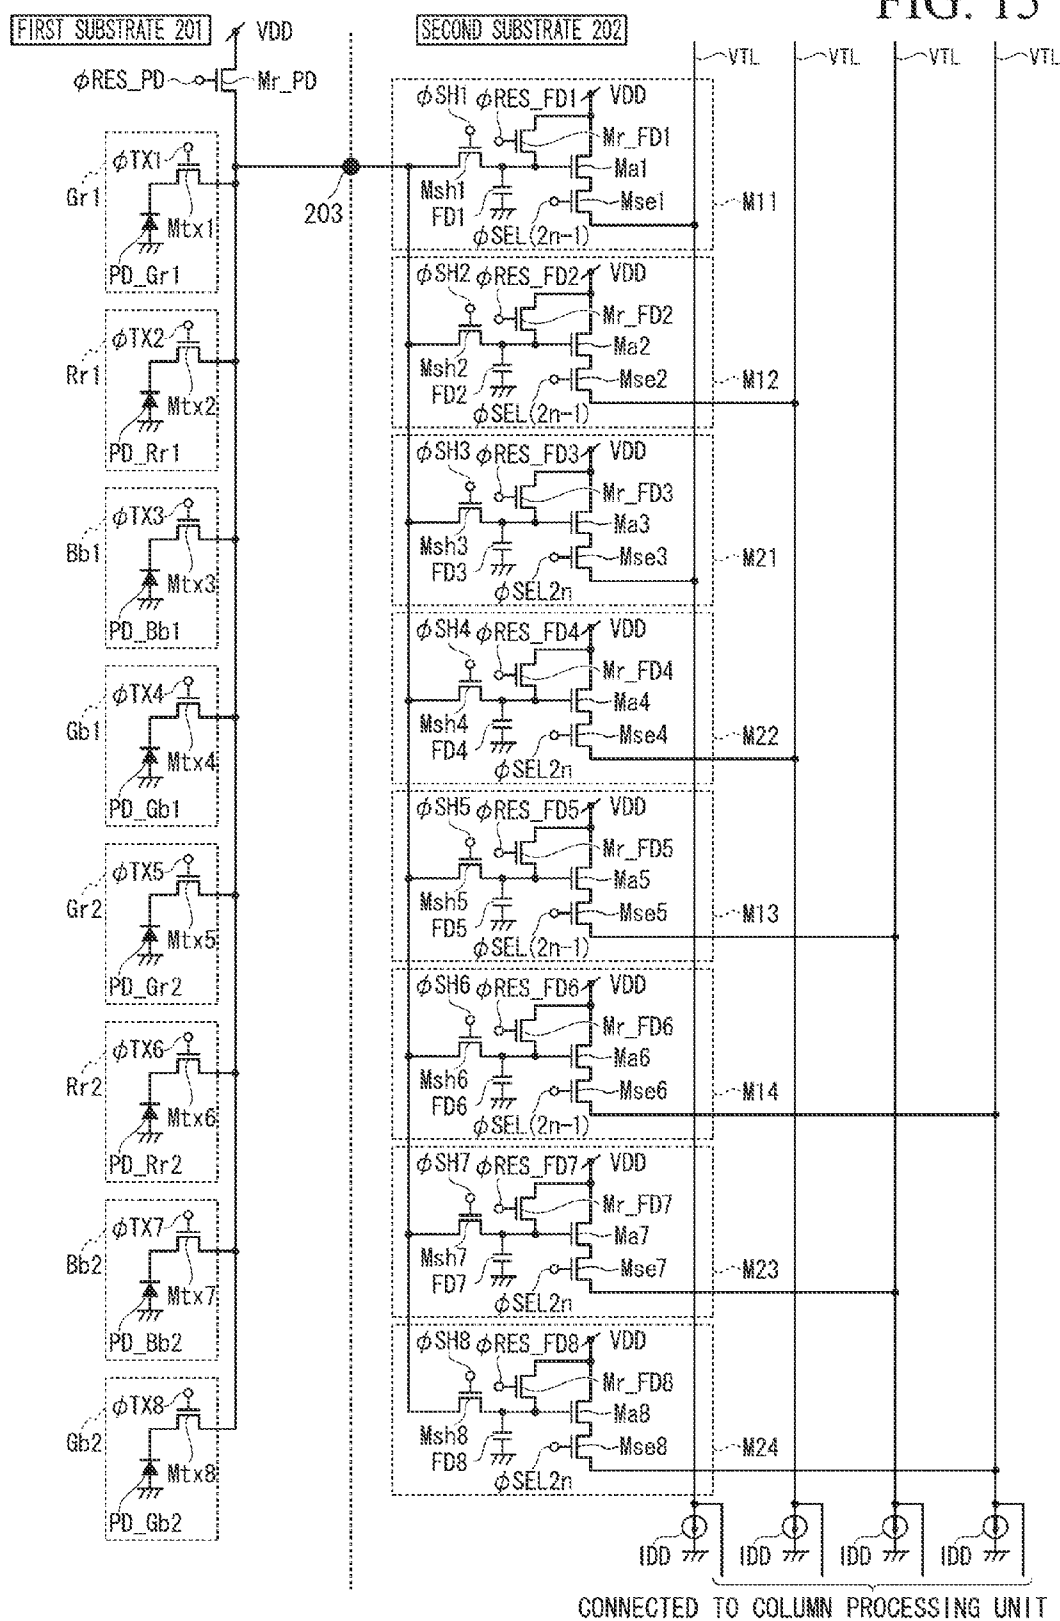 FIG. 13
FIRST SUBSTRATE 201
VDD
SECOND SUBSTRATE 202
VTL
VTL
VTL
VTL
φRES_PD
Mr_PD
203
Gr1
φTX1
Mtx1
PD_Gr1
Rr1
φTX2
Mtx2
PD_Rr1
Bb1
φTX3
Mtx3
PD_Bb1
Gb1
φTX4
Mtx4
PD_Gb1
Gr2
φTX5
Mtx5
PD_Gr2
Rr2
φTX6
Mtx6
PD_Rr2
Bb2
φTX7
Mtx7
PD_Bb2
Gb2
φTX8
Mtx8
PD_Gb2
φSH1
φRES_FD1
VDD
Mr_FD1
Ma1
Msh1
FD1
Mse1
M11
φSEL(2n-1)
φSH2
φRES_FD2
VDD
Mr_FD2
Ma2
Msh2
FD2
Mse2
M12
φSEL(2n-1)
φSH3
φRES_FD3
VDD
Mr_FD3
Ma3
Msh3
FD3
Mse3
M21
φSEL2n
φSH4
φRES_FD4
VDD
Mr_FD4
Ma4
Msh4
FD4
Mse4
M22
φSEL2n
φSH5
φRES_FD5
VDD
Mr_FD5
Ma5
Msh5
FD5
Mse5
M13
φSEL(2n-1)
φSH6
φRES_FD6
VDD
Mr_FD6
Ma6
Msh6
FD6
Mse6
M14
φSEL(2n-1)
φSH7
φRES_FD7
VDD
Mr_FD7
Ma7
Msh7
FD7
Mse7
M23
φSEL2n
φSH8
φRES_FD8
VDD
Mr_FD8
Ma8
Msh8
FD8
Mse8
M24
φSEL2n
IDD
IDD
IDD
IDD
CONNECTED TO COLUMN PROCESSING UNIT